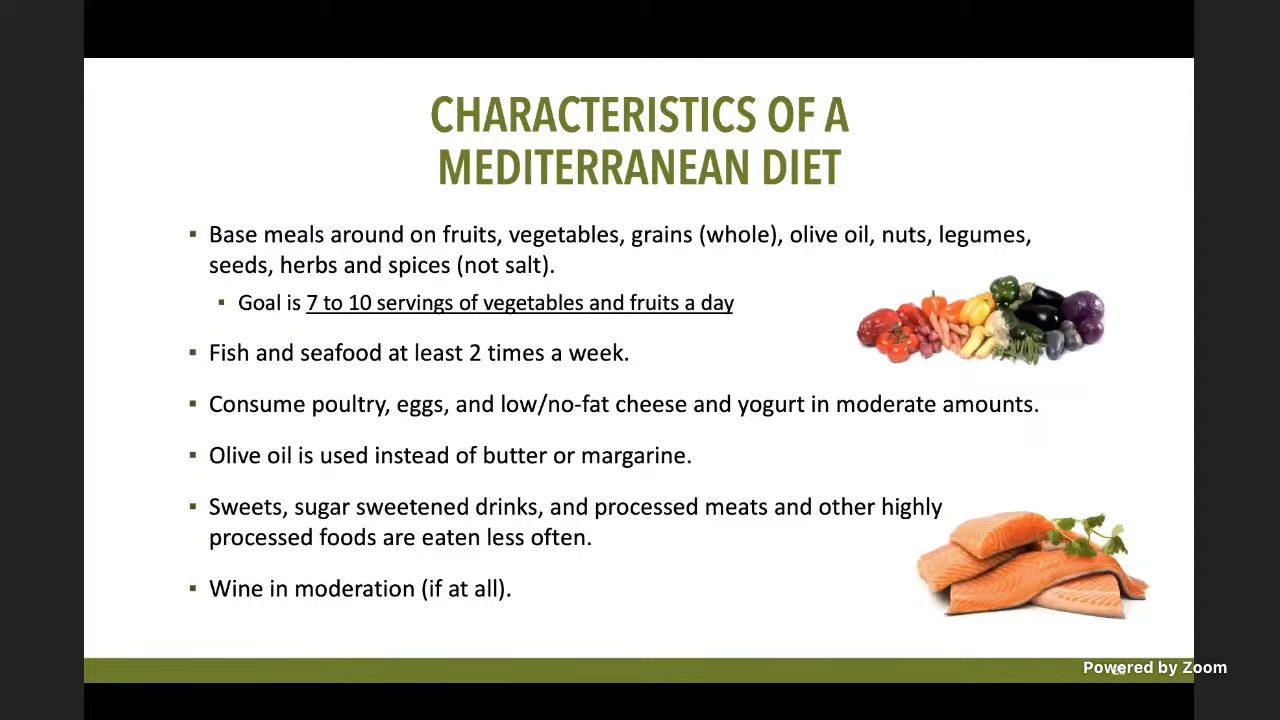 CHARACTERISTICS OF A
MEDITERRANEAN DIET
▪ Base meals around on fruits, vegetables, grains (whole), olive oil, nuts, legumes,
seeds, herbs and spices (not salt).
▪ Goal is 7 to 10 servings of vegetables and fruits a day
▪ Fish and seafood at least 2 times a week.
▪ Consume poultry, eggs, and low/no-fat cheese and yogurt in moderate amounts.
▪ Olive oil is used instead of butter or margarine.
▪ Sweets, sugar sweetened drinks, and processed meats and other highly
processed foods are eaten less often.
▪ Wine in moderation (if at all).
Powered by Zoom